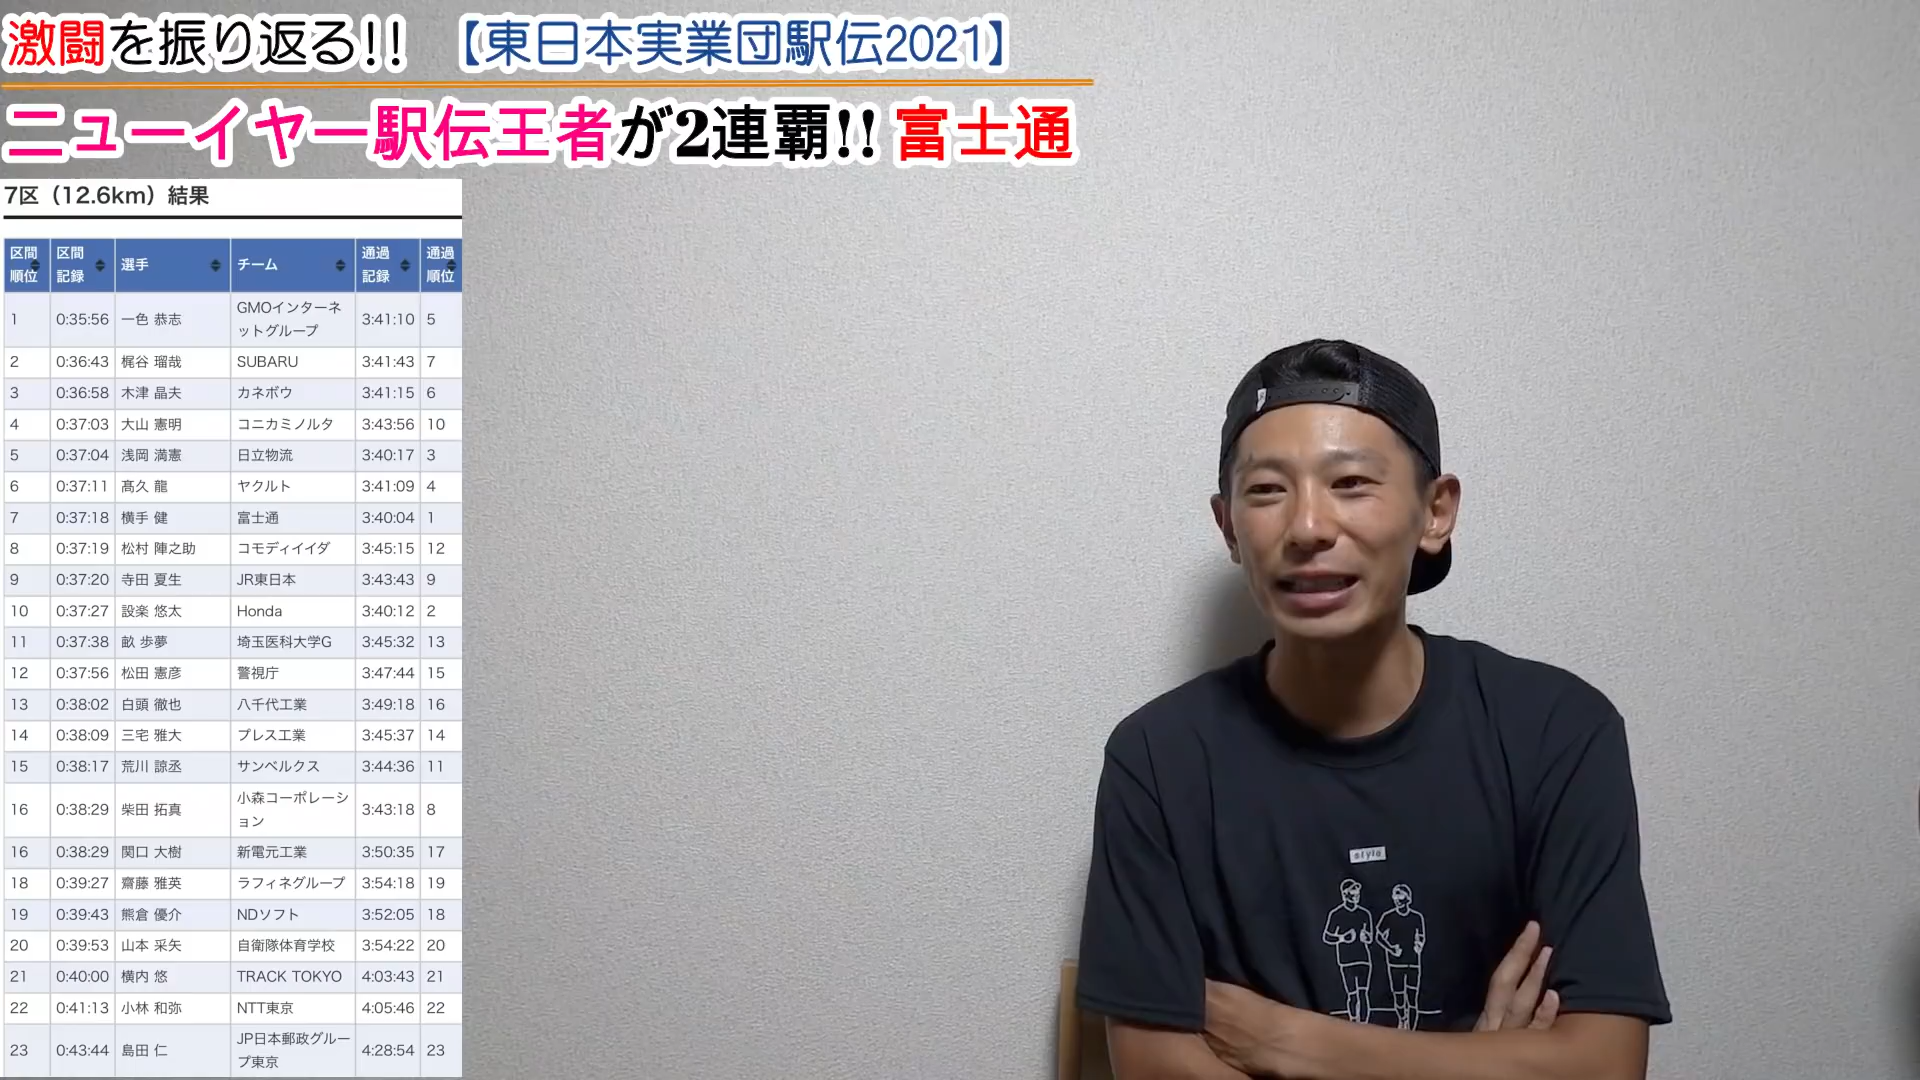 激闘を振り返る!! 【東日本実業団駅伝2021】
ニューイヤー駅伝王者が2連覇!! 富士通
7区（12.6km）結果
区間順位 区間記録 選手 チーム 通過記録 通過順位
1 0:35:56 一色 恭志 GMOインターネットグループ 3:41:10 5
2 0:36:43 梶谷 瑠哉 SUBARU 3:41:43 7
3 0:36:58 木津 晶夫 カネボウ 3:41:15 6
4 0:37:03 大山 憲明 コニカミノルタ 3:43:56 10
5 0:37:04 浅岡 満憲 日立物流 3:40:17 3
6 0:37:11 髙久 龍 ヤクルト 3:41:09 4
7 0:37:18 横手 健 富士通 3:40:04 1
8 0:37:19 松村 陣之助 コモディイイダ 3:45:15 12
9 0:37:20 寺田 夏生 JR東日本 3:43:43 9
10 0:37:27 設楽 悠太 Honda 3:40:12 2
11 0:37:38 畝 歩夢 埼玉医科大学G 3:45:32 13
12 0:37:56 松田 憲彦 警視庁 3:47:44 15
13 0:38:02 白頭 徹也 八千代工業 3:49:18 16
14 0:38:09 三宅 雅大 プレス工業 3:45:37 14
15 0:38:17 荒川 諒丞 サンベルクス 3:44:36 11
16 0:38:29 柴田 拓真 小森コーポレーション 3:43:18 8
16 0:38:29 関口 大樹 新電元工業 3:50:35 17
18 0:39:27 齋藤 雅英 ラフィネグループ 3:54:18 19
19 0:39:43 熊倉 優介 NDソフト 3:52:05 18
20 0:39:53 山本 采矢 自衛隊体育学校 3:54:22 20
21 0:40:00 横内 悠 TRACK TOKYO 4:03:43 21
22 0:41:13 小林 和弥 NTT東京 4:05:46 22
23 0:43:44 島田 仁 JP日本郵政グループ東京 4:28:54 23
style